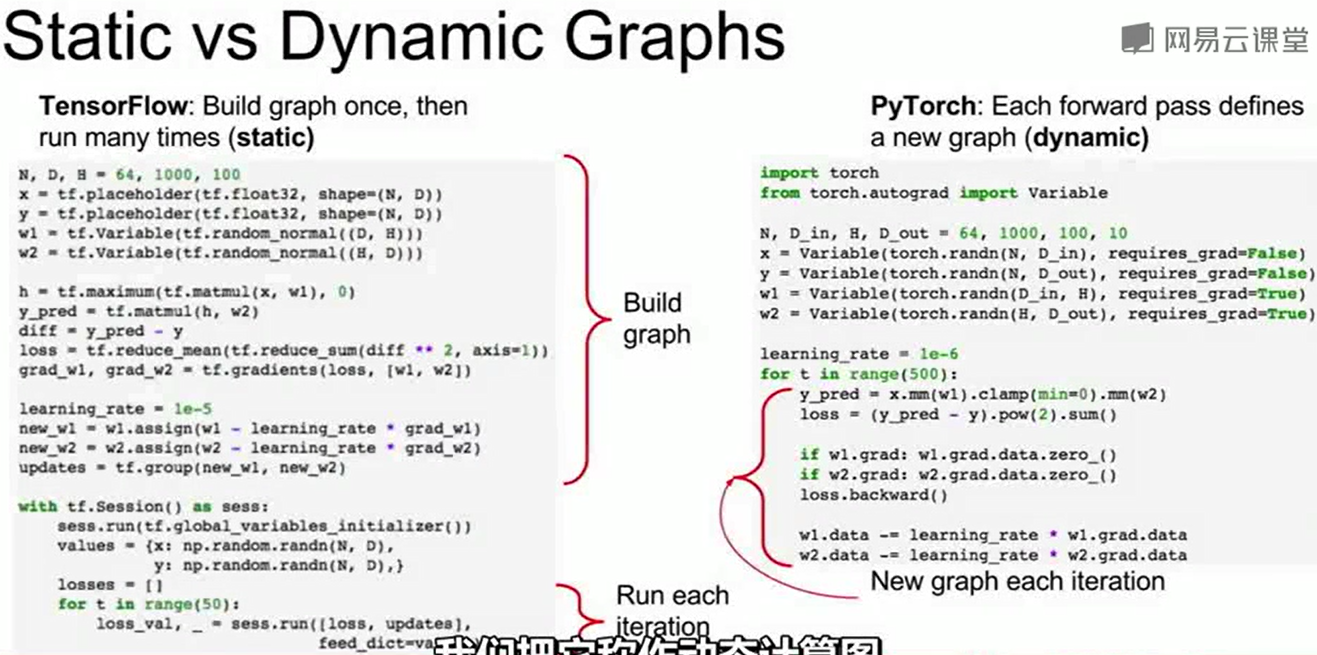 Static vs Dynamic Graphs
网易云课堂
TensorFlow: Build graph once, then
run many times (static)
N, D, H = 64, 1000, 100
x = tf.placeholder(tf.float32, shape=(N, D))
y = tf.placeholder(tf.float32, shape=(N, D))
w1 = tf.Variable(tf.random_normal((D, H)))
w2 = tf.Variable(tf.random_normal((H, D)))
h = tf.maximum(tf.matmul(x, w1), 0)
y_pred = tf.matmul(h, w2)
diff = y_pred - y
loss = tf.reduce_mean(tf.reduce_sum(diff ** 2, axis=1))
grad_w1, grad_w2 = tf.gradients(loss, [w1, w2])
learning_rate = 1e-5
new_w1 = w1.assign(w1 - learning_rate * grad_w1)
new_w2 = w2.assign(w2 - learning_rate * grad_w2)
updates = tf.group(new_w1, new_w2)
with tf.Session() as sess:
sess.run(tf.global_variables_initializer())
values = {x: np.random.randn(N, D),
y: np.random.randn(N, D),}
losses = []
for t in range(50):
loss_val, _ = sess.run([loss, updates],
feed_dict=va
Build
graph
Run each
iteration
PyTorch: Each forward pass defines
a new graph (dynamic)
import torch
from torch.autograd import Variable
N, D_in, H, D_out = 64, 1000, 100, 10
x = Variable(torch.randn(N, D_in), requires_grad=False)
y = Variable(torch.randn(N, D_out), requires_grad=False)
w1 = Variable(torch.randn(D_in, H), requires_grad=True)
w2 = Variable(torch.randn(H, D_out), requires_grad=True)
learning_rate = 1e-6
for t in range(500):
y_pred = x.mm(w1).clamp(min=0).mm(w2)
loss = (y_pred - y).pow(2).sum()
if w1.grad: w1.grad.data.zero_()
if w2.grad: w2.grad.data.zero_()
loss.backward()
w1.data -= learning_rate * w1.grad.data
w2.data -= learning_rate * w2.grad.data
New graph each iteration
我们把它称作动态计算图